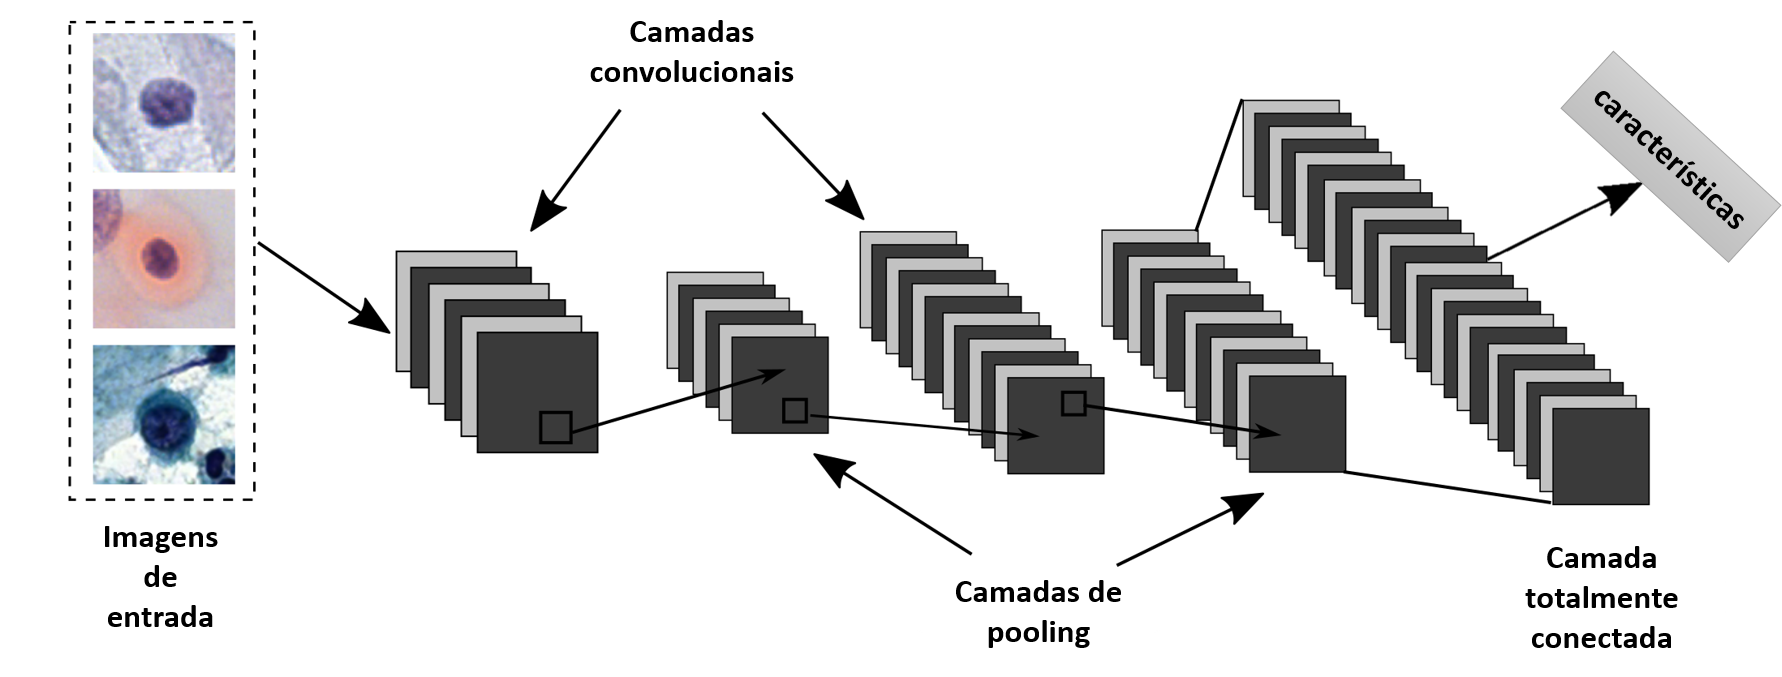 Camadas
convolucionais
características
Imagens
de
entrada
Camadas de
pooling
Camada
totalmente
conectada